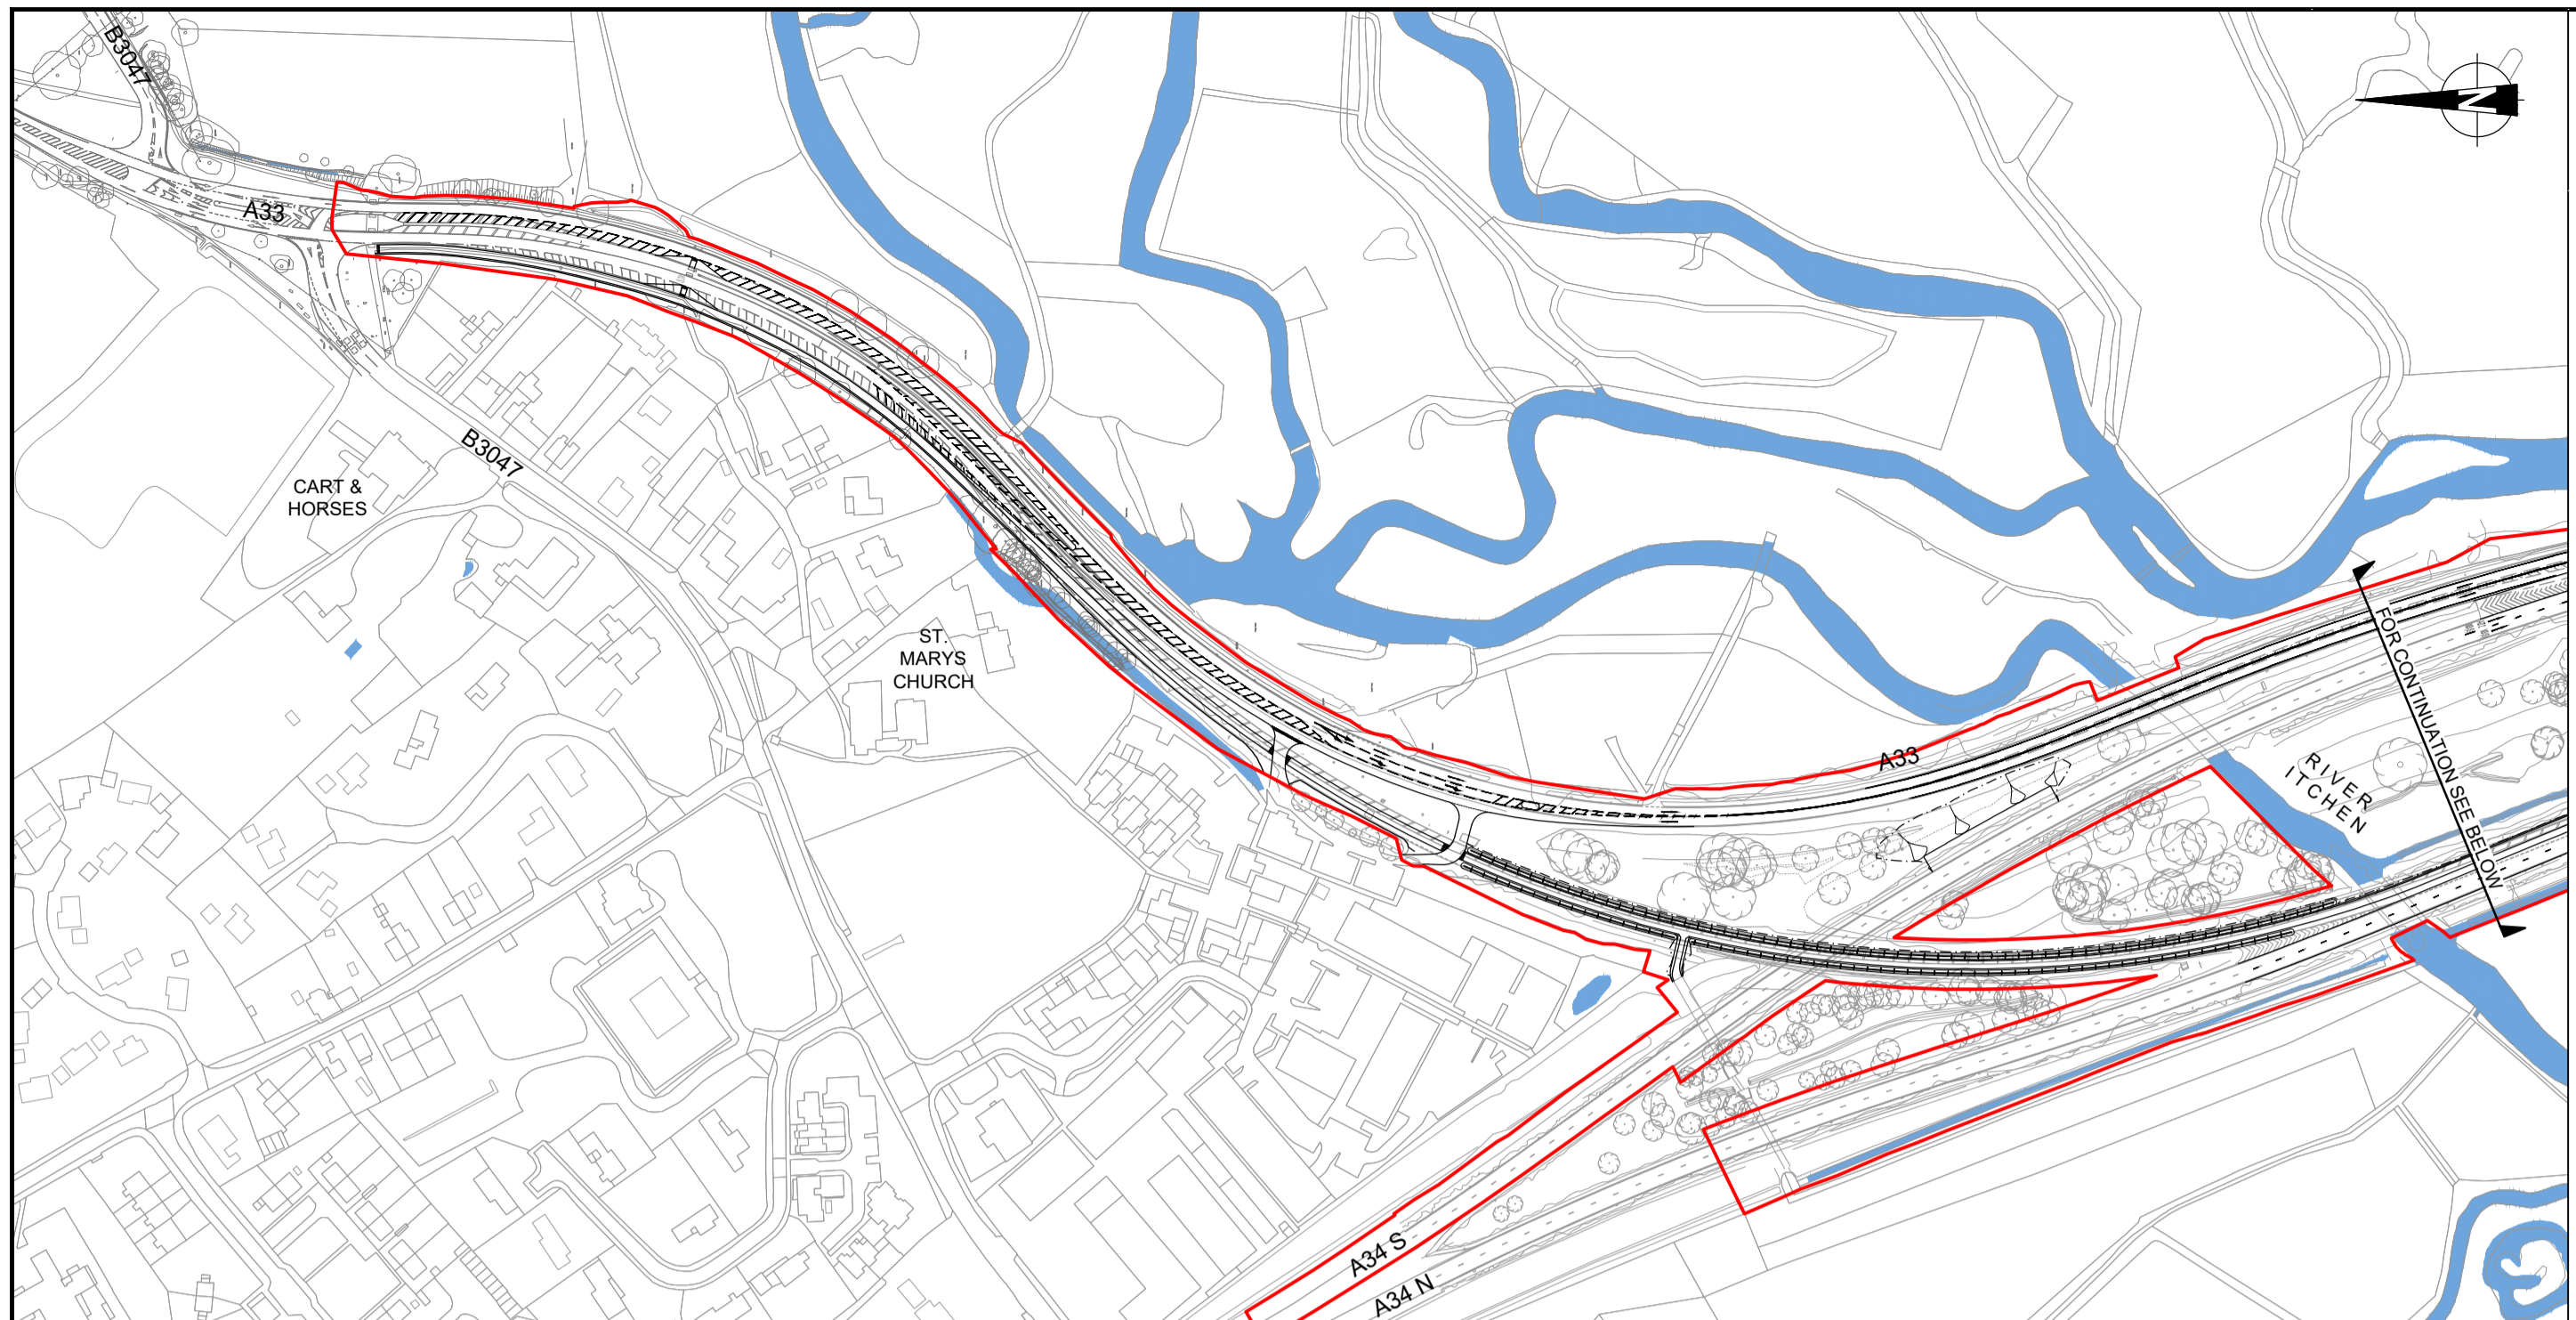 B3047
N
A33
B3047
CART &
HORSES
ST.
MARYS
CHURCH
FOR CONTINUATION SEE BELOW
A33
RIVER
ITCHEN
A34 S
A34 N